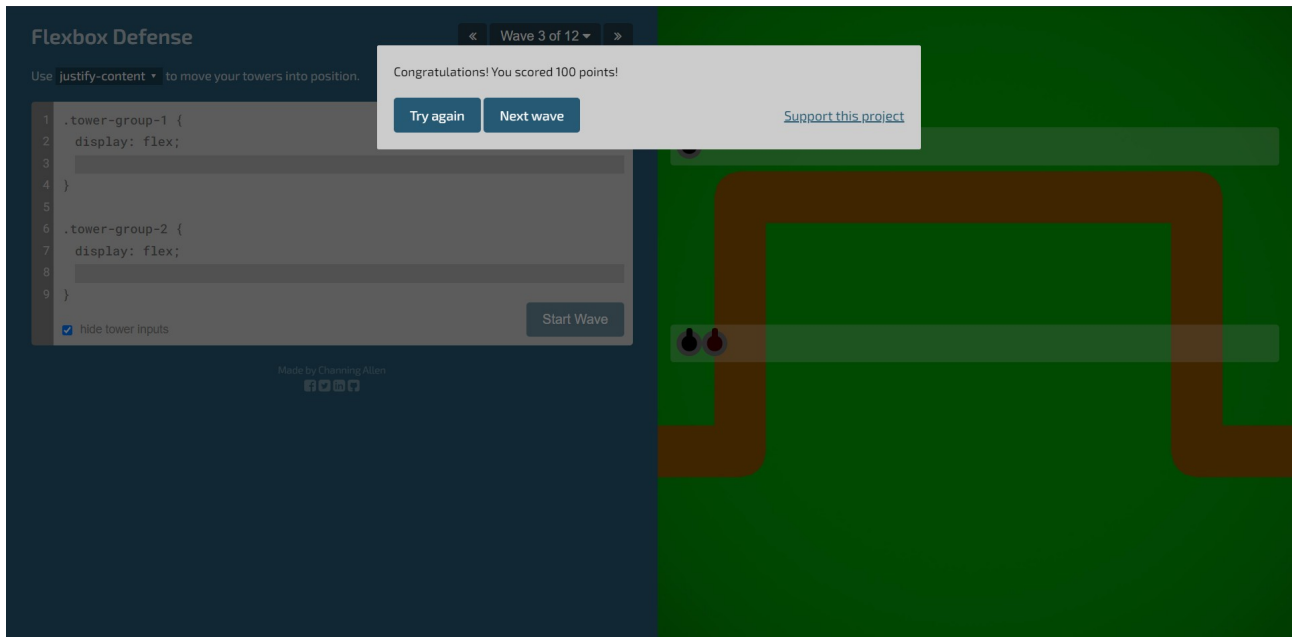 Flexbox Defense
« Wave 3 of 12 »
Use justify-content to move your towers into position.
Congratulations! You scored 100 points!
Try again Next wave Support this project
1 .tower-group-1 {
2 display: flex;
3
4 }
5
6 .tower-group-2 {
7 display: flex;
8
9 }
hide tower inputs
Start Wave
Made by Channing Allen